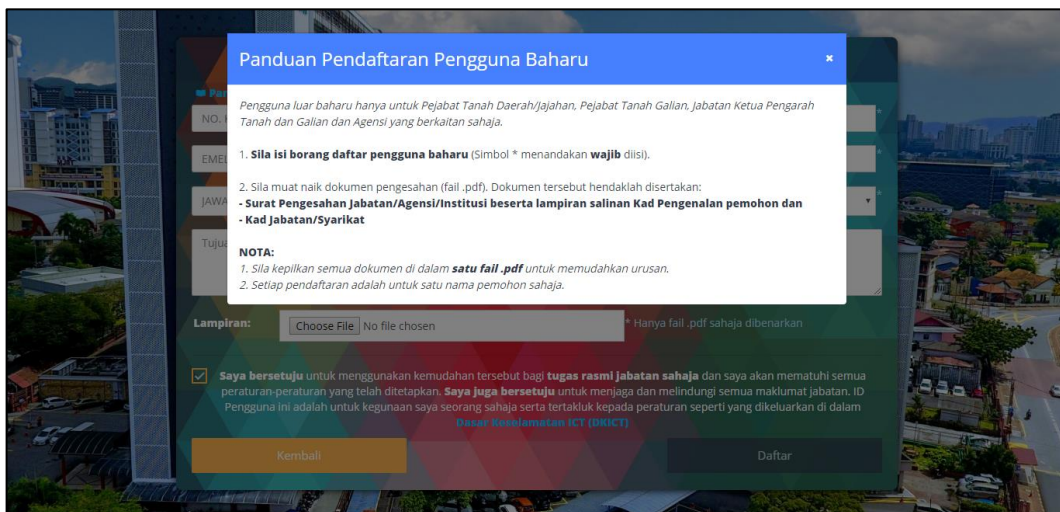 Panduan Pendaftaran Pengguna Baharu
Pengguna luar baharu hanya untuk Pejabat Tanah Daerah/Jajahan, Pejabat Tanah Galian, Jabatan Ketua Pengarah
Tanah dan Galian dan Agensi yang berkaitan sahaja.
1. Sila isi borang daftar pengguna baharu (Simbol * menandakan wajib diisi).
2. Sila muat naik dokumen pengesahan (fail .pdf). Dokumen tersebut hendaklah disertakan:
- Surat Pengesahan Jabatan/Agensi/Institusi beserta lampiran salinan Kad Pengenalan pemohon dan
- Kad Jabatan/Syarikat
NOTA:
1. Sila kepilkan semua dokumen di dalam satu fail .pdf untuk memudahkan urusan.
2. Setiap pendaftaran adalah untuk satu nama pemohon sahaja.
NO.
Lampiran: Choose File No file chosen * Hanya fail .pdf sahaja dibenarkan
Saya bersetuju untuk menggunakan kemudahan tersebut bagi tugas rasmi jabatan sahaja dan saya akan mematuhi semua
peraturan-peraturan yang telah ditetapkan. Saya juga bersetuju untuk menjaga dan melindungi semua maklumat jabatan. ID
Pengguna ini adalah untuk kegunaan saya seorang sahaja serta tertakluk kepada peraturan seperti yang dikeluarkan di dalam
Dasar Keselamatan ICT (DKICT)
Kembali Daftar